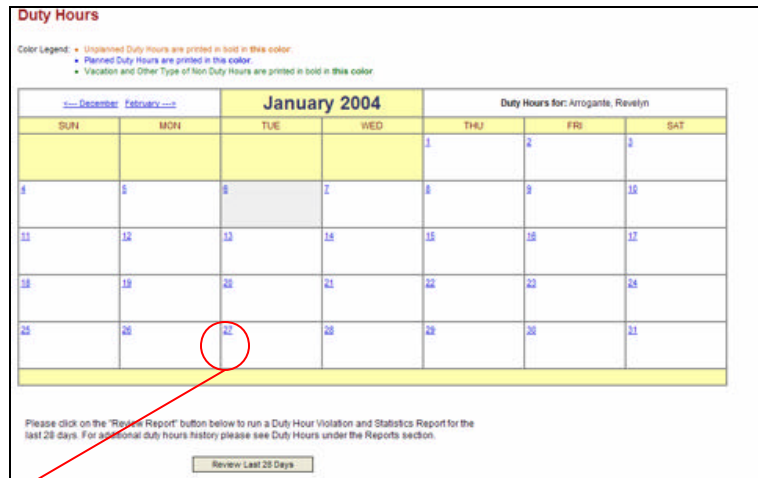 Duty Hours
Color Legend: • Unplanned Duty Hours are printed in bold in this color.
• Planned Duty Hours are printed in this color.
• Vacation and Other Type of Non Duty Hours are printed in bold in this color.
<--- December February ---> January 2004 Duty Hours for: Arrogante, Revelyn
SUN MON TUE WED THU FRI SAT
1 2 3
4 5 6 7 8 9 10
11 12 13 14 15 16 17
18 19 20 21 22 23 24
25 26 27 28 29 30 31
Please click on the "Review Report" button below to run a Duty Hour Violation and Statistics Report for the
last 28 days. For additional duty hours history please see Duty Hours under the Reports section.
Review Last 28 Days